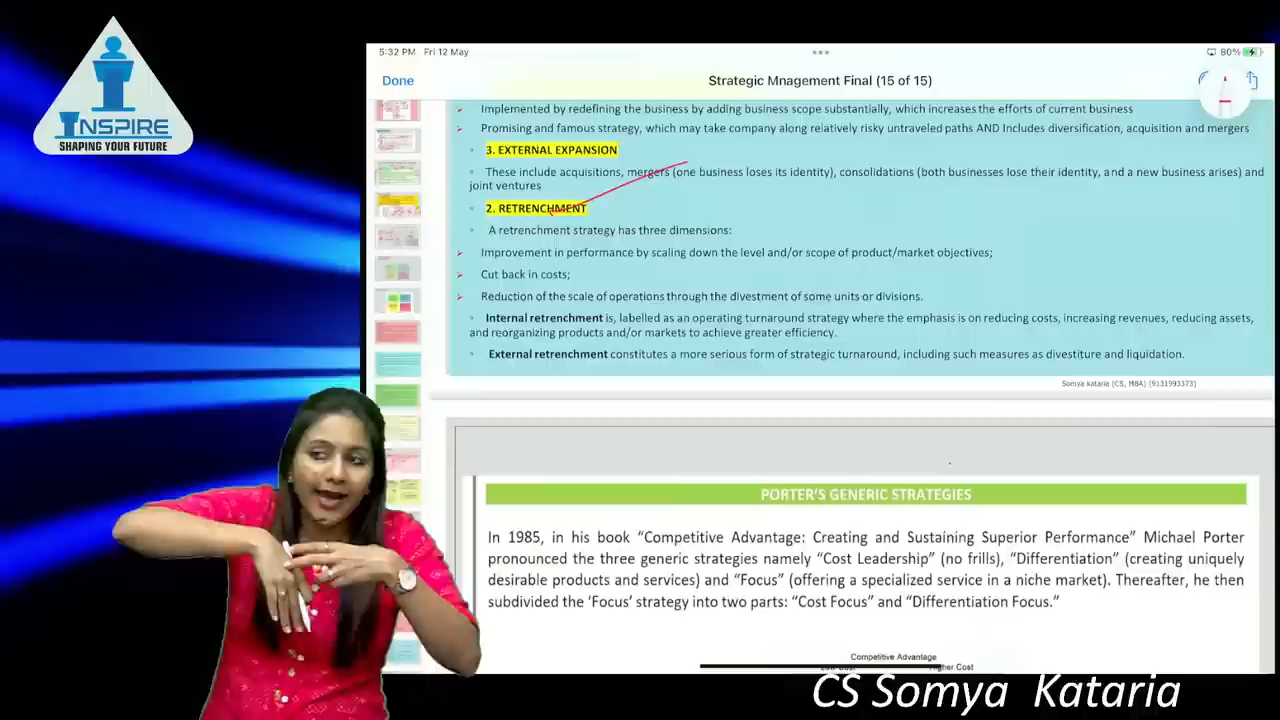 INSPIRE
SHAPING YOUR FUTURE
5:32 PM Fri 12 May
80%
Done
Strategic Mnagement Final (15 of 15)
Implemented by redefining the business by adding business scope substantially, which increases the efforts of current business
Promising and famous strategy, which may take company along relatively risky untraveled paths AND Includes diversification, acquisition and mergers
3. EXTERNAL EXPANSION
These include acquisitions, mergers (one business loses its identity), consolidations (both businesses lose their identity, and a new business arises) and
joint ventures
2. RETRENCHMENT
A retrenchment strategy has three dimensions:
Improvement in performance by scaling down the level and/or scope of product/market objectives;
Cut back in costs;
Reduction of the scale of operations through the divestment of some units or divisions.
Internal retrenchment is, labelled as an operating turnaround strategy where the emphasis is on reducing costs, increasing revenues, reducing assets,
and reorganizing products and/or markets to achieve greater efficiency.
External retrenchment constitutes a more serious form of strategic turnaround, including such measures as divestiture and liquidation.
Somya kataria (CS, MBA) (9131993373)
PORTER'S GENERIC STRATEGIES
In 1985, in his book “Competitive Advantage: Creating and Sustaining Superior Performance” Michael Porter
pronounced the three generic strategies namely “Cost Leadership” (no frills), “Differentiation” (creating uniquely
desirable products and services) and “Focus” (offering a specialized service in a niche market). Thereafter, he then
subdivided the ‘Focus’ strategy into two parts: “Cost Focus” and “Differentiation Focus.”
Competitive Advantage
Cost
CS Somya Kataria